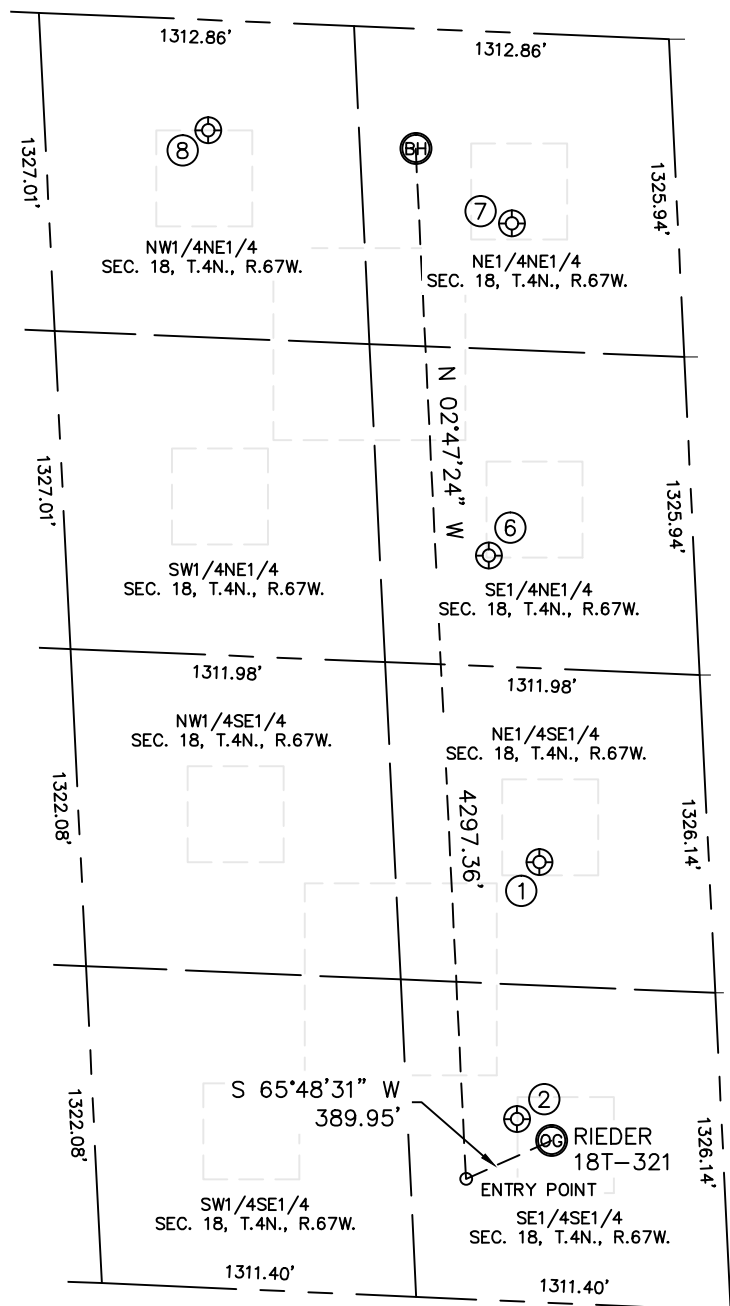 1312.86'
1312.86'
8
BH
1327.01'
1325.94'
7
NW1/4NE1/4
SEC. 18, T.4N., R.67W.
NE1/4NE1/4
SEC. 18, T.4N., R.67W.
N 02°47'24" W
1327.01'
1325.94'
6
SW1/4NE1/4
SEC. 18, T.4N., R.67W.
SE1/4NE1/4
SEC. 18, T.4N., R.67W.
1311.98'
1311.98'
NW1/4SE1/4
SEC. 18, T.4N., R.67W.
NE1/4SE1/4
SEC. 18, T.4N., R.67W.
1322.08'
4297.36'
1326.14'
1
S 65°48'31" W
389.95'
2
OG
RIEDER
18T-321
1322.08'
1326.14'
ENTRY POINT
SW1/4SE1/4
SEC. 18, T.4N., R.67W.
SE1/4SE1/4
SEC. 18, T.4N., R.67W.
1311.40'
1311.40'